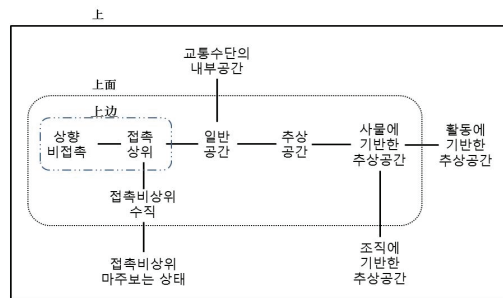 上
교통수단의
내부공간
上面
上边
상향
비접촉
접촉
상위
일반
공간
추상
공간
사물에
기반한
추상공간
활동에
기반한
추상공간
접촉비상위
수직
접촉비상위
마주보는 상태
조직에
기반한
추상공간